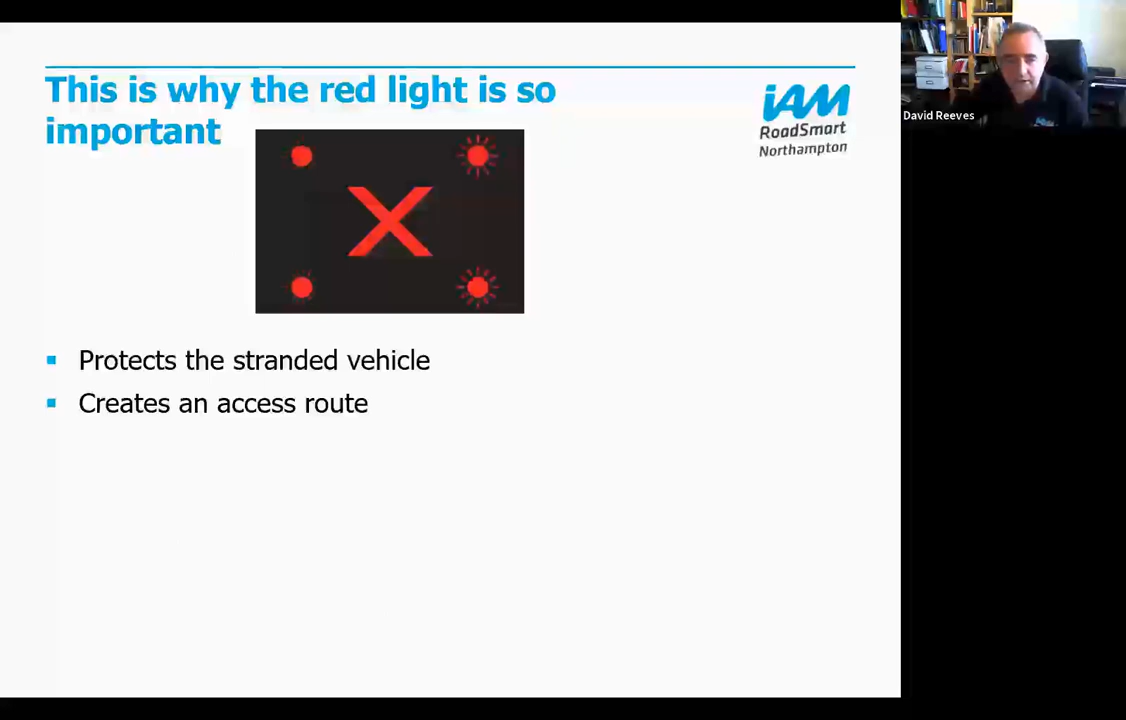 This is why the red light is so
important
iAM
RoadSmart
Northampton
David Reeves
X
Protects the stranded vehicle
Creates an access route